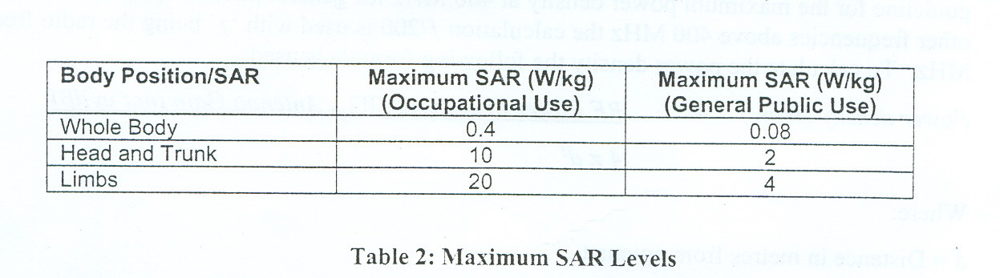 Body Position/SAR Maximum SAR (W/kg) Maximum SAR (W/kg)
(Occupational Use) (General Public Use)
Whole Body 0.4 0.08
Head and Trunk 10 2
Limbs 20 4
Table 2: Maximum SAR Levels